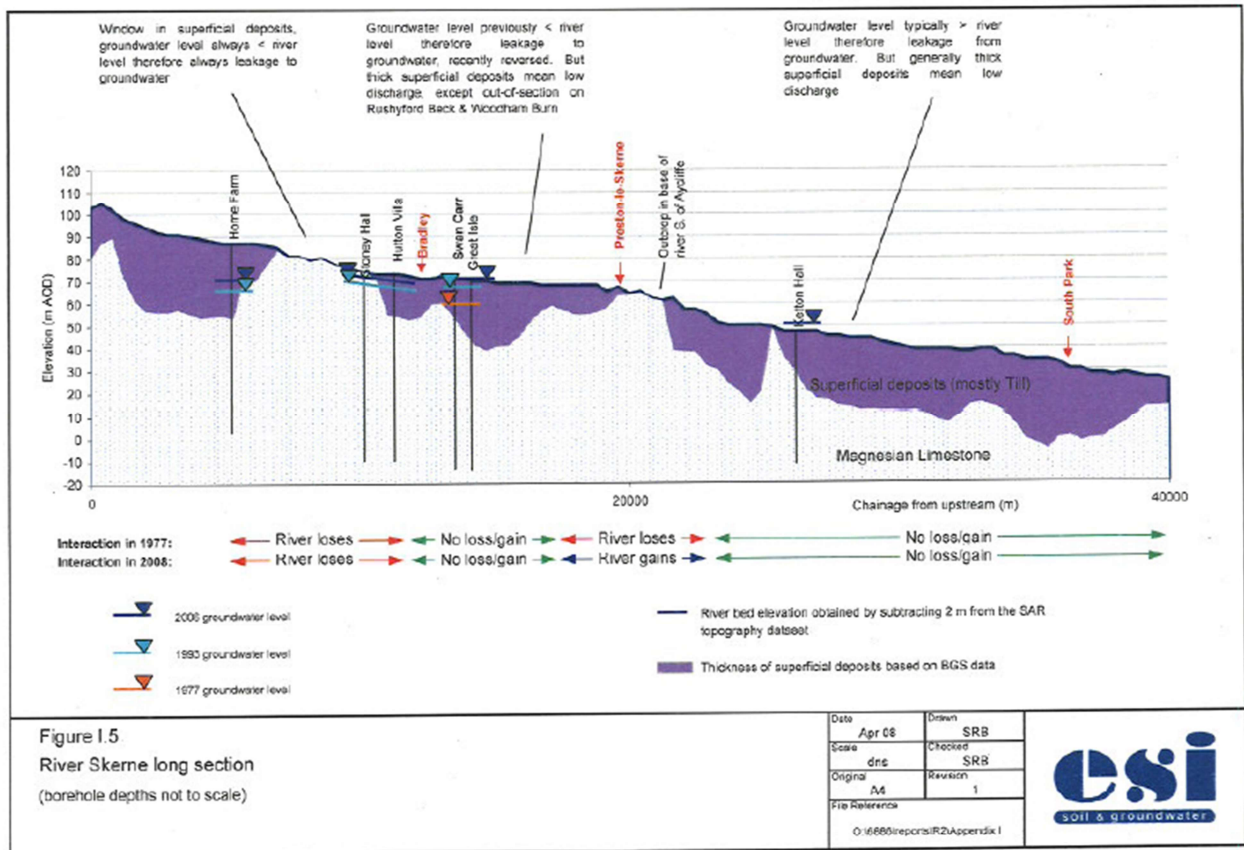 Window in superficial deposits,
groundwater level always < river
level therefore always leakage to
groundwater
Groundwater level previously < river
level therefore leakage to
groundwater, recently reversed. But
thick superficial deposits mean low
discharge, except out-of-section on
Rushyford Beck & Woodham Burn
Groundwater level typically > river
level therefore leakage from
groundwater. But generally thick
superficial deposits mean low
discharge
Elevation (m AOD)
120
110
100
90
80
70
60
50
40
30
20
10
0
-10
-20
Home Farm
Stoney Hall
Hutton Villa
Bradley
Swan Carr
Great Isle
Preston-le-Skerne
Outcrop in base of
river S. of Aycliffe
Ketton Hall
South Park
Superficial deposits (mostly Till)
Magnesian Limestone
0
20000
Chainage from upstream (m)
40000
Interaction in 1977:
River loses
No loss/gain
River loses
No loss/gain
Interaction in 2008:
River loses
No loss/gain
River gains
No loss/gain
2008 groundwater level
1993 groundwater level
1977 groundwater level
River bed elevation obtained by subtracting 2 m from the SAR
topography dataset
Thickness of superficial deposits based on BGS data
Figure I.5
River Skerne long section
(borehole depths not to scale)
Date
Apr 08
Drawn
SRB
Scale
dns
Checked
SRB
Original
A4
Revision
1
File Reference
O:\6686\reports\R2\Appendix I
esi
soil & groundwater